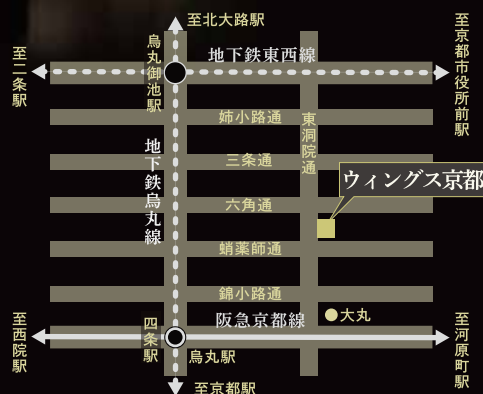 至北大路駅
烏丸御池駅
地下鉄東西線
至二条駅
至京都市役所前駅
姉小路通
東洞院通
三条通
地下鉄烏丸線
ウィングス京都
六角通
蛸薬師通
錦小路通
大丸
四条駅
阪急京都線
烏丸駅
至西院駅
至河原町駅
至京都駅